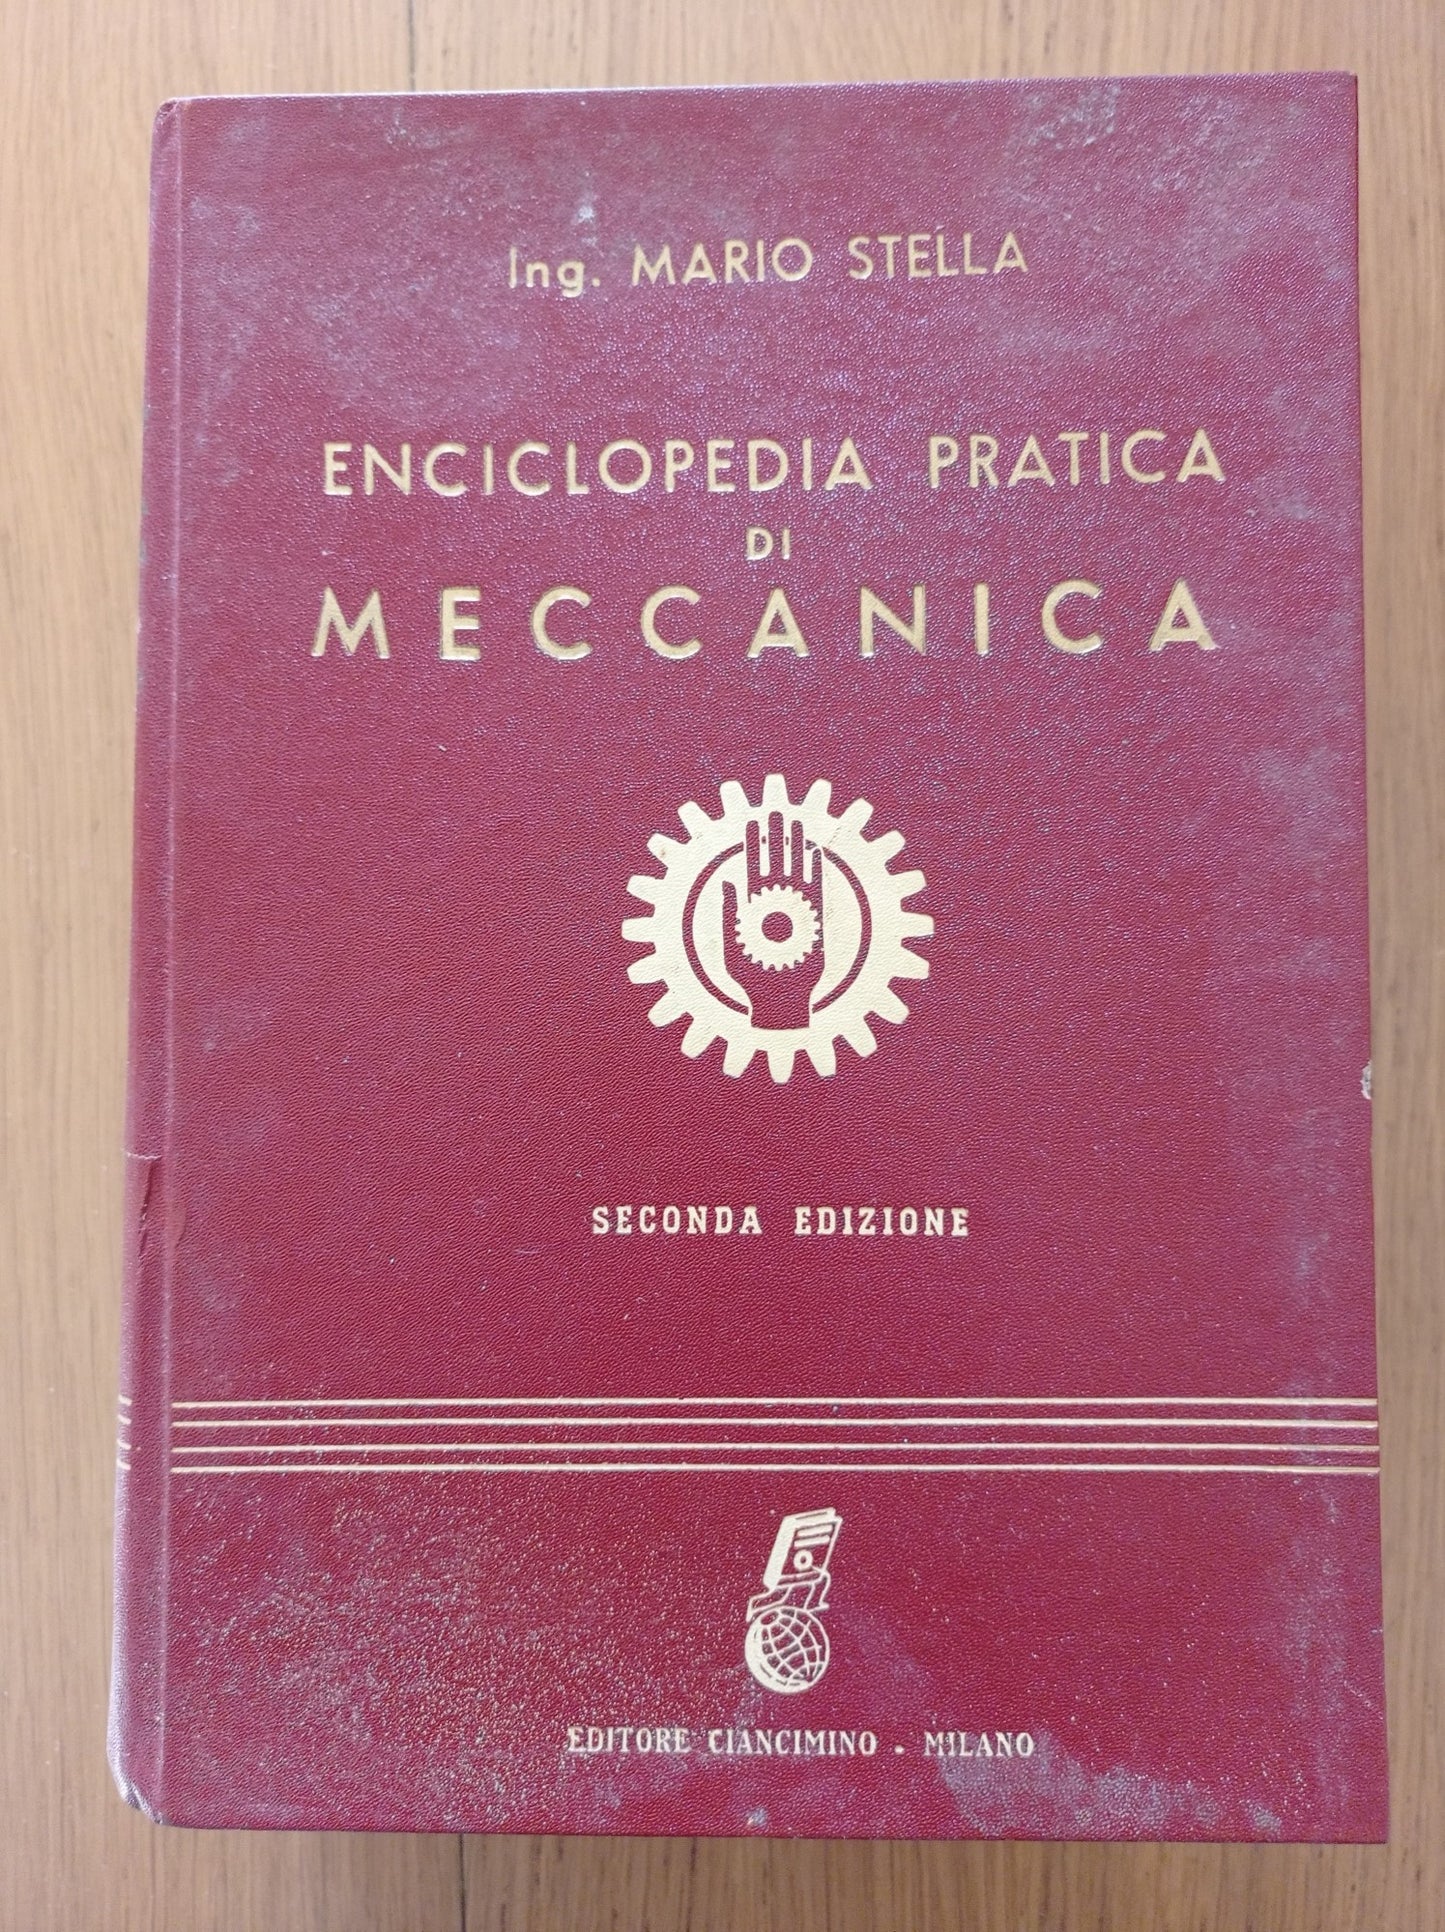 Ing. MARIO STELLA
ENCICLOPEDIA PRATICA
DI
MECCANICA
SECONDA EDIZIONE
EDITORE CIANCIMINO . MILANO